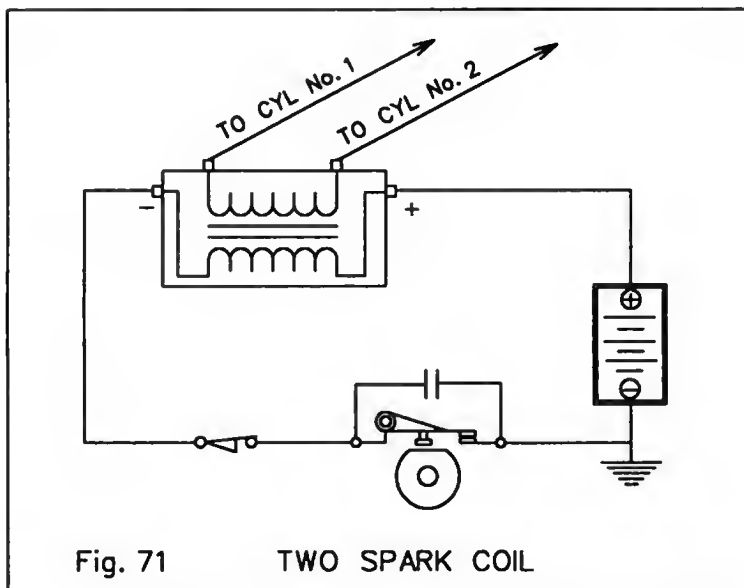 TO CYL No. 1
TO CYL No. 2
- +
+
-
Fig. 71 TWO SPARK COIL